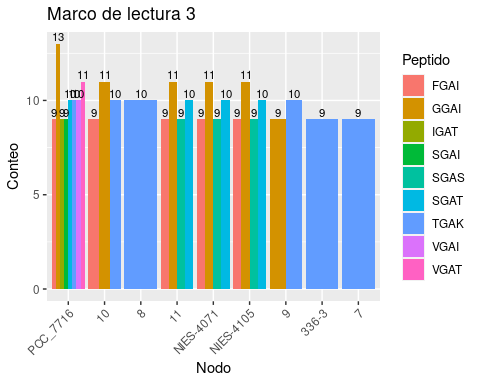 Marco de lectura 3
13
11
11
11
11
11
9 9 9 10 10 10 9 10 10 9 9 10 9 9 10 9 9 10 9 10 9 9
10
5
0
Conteo
POC_7716 10 8 11 NIES-4071 NIES-4105 9 336-3 7
Nodo
Peptido
FGAI
GGAI
IGAT
SGAI
SGAS
SGAT
TGAK
VGAI
VGAT